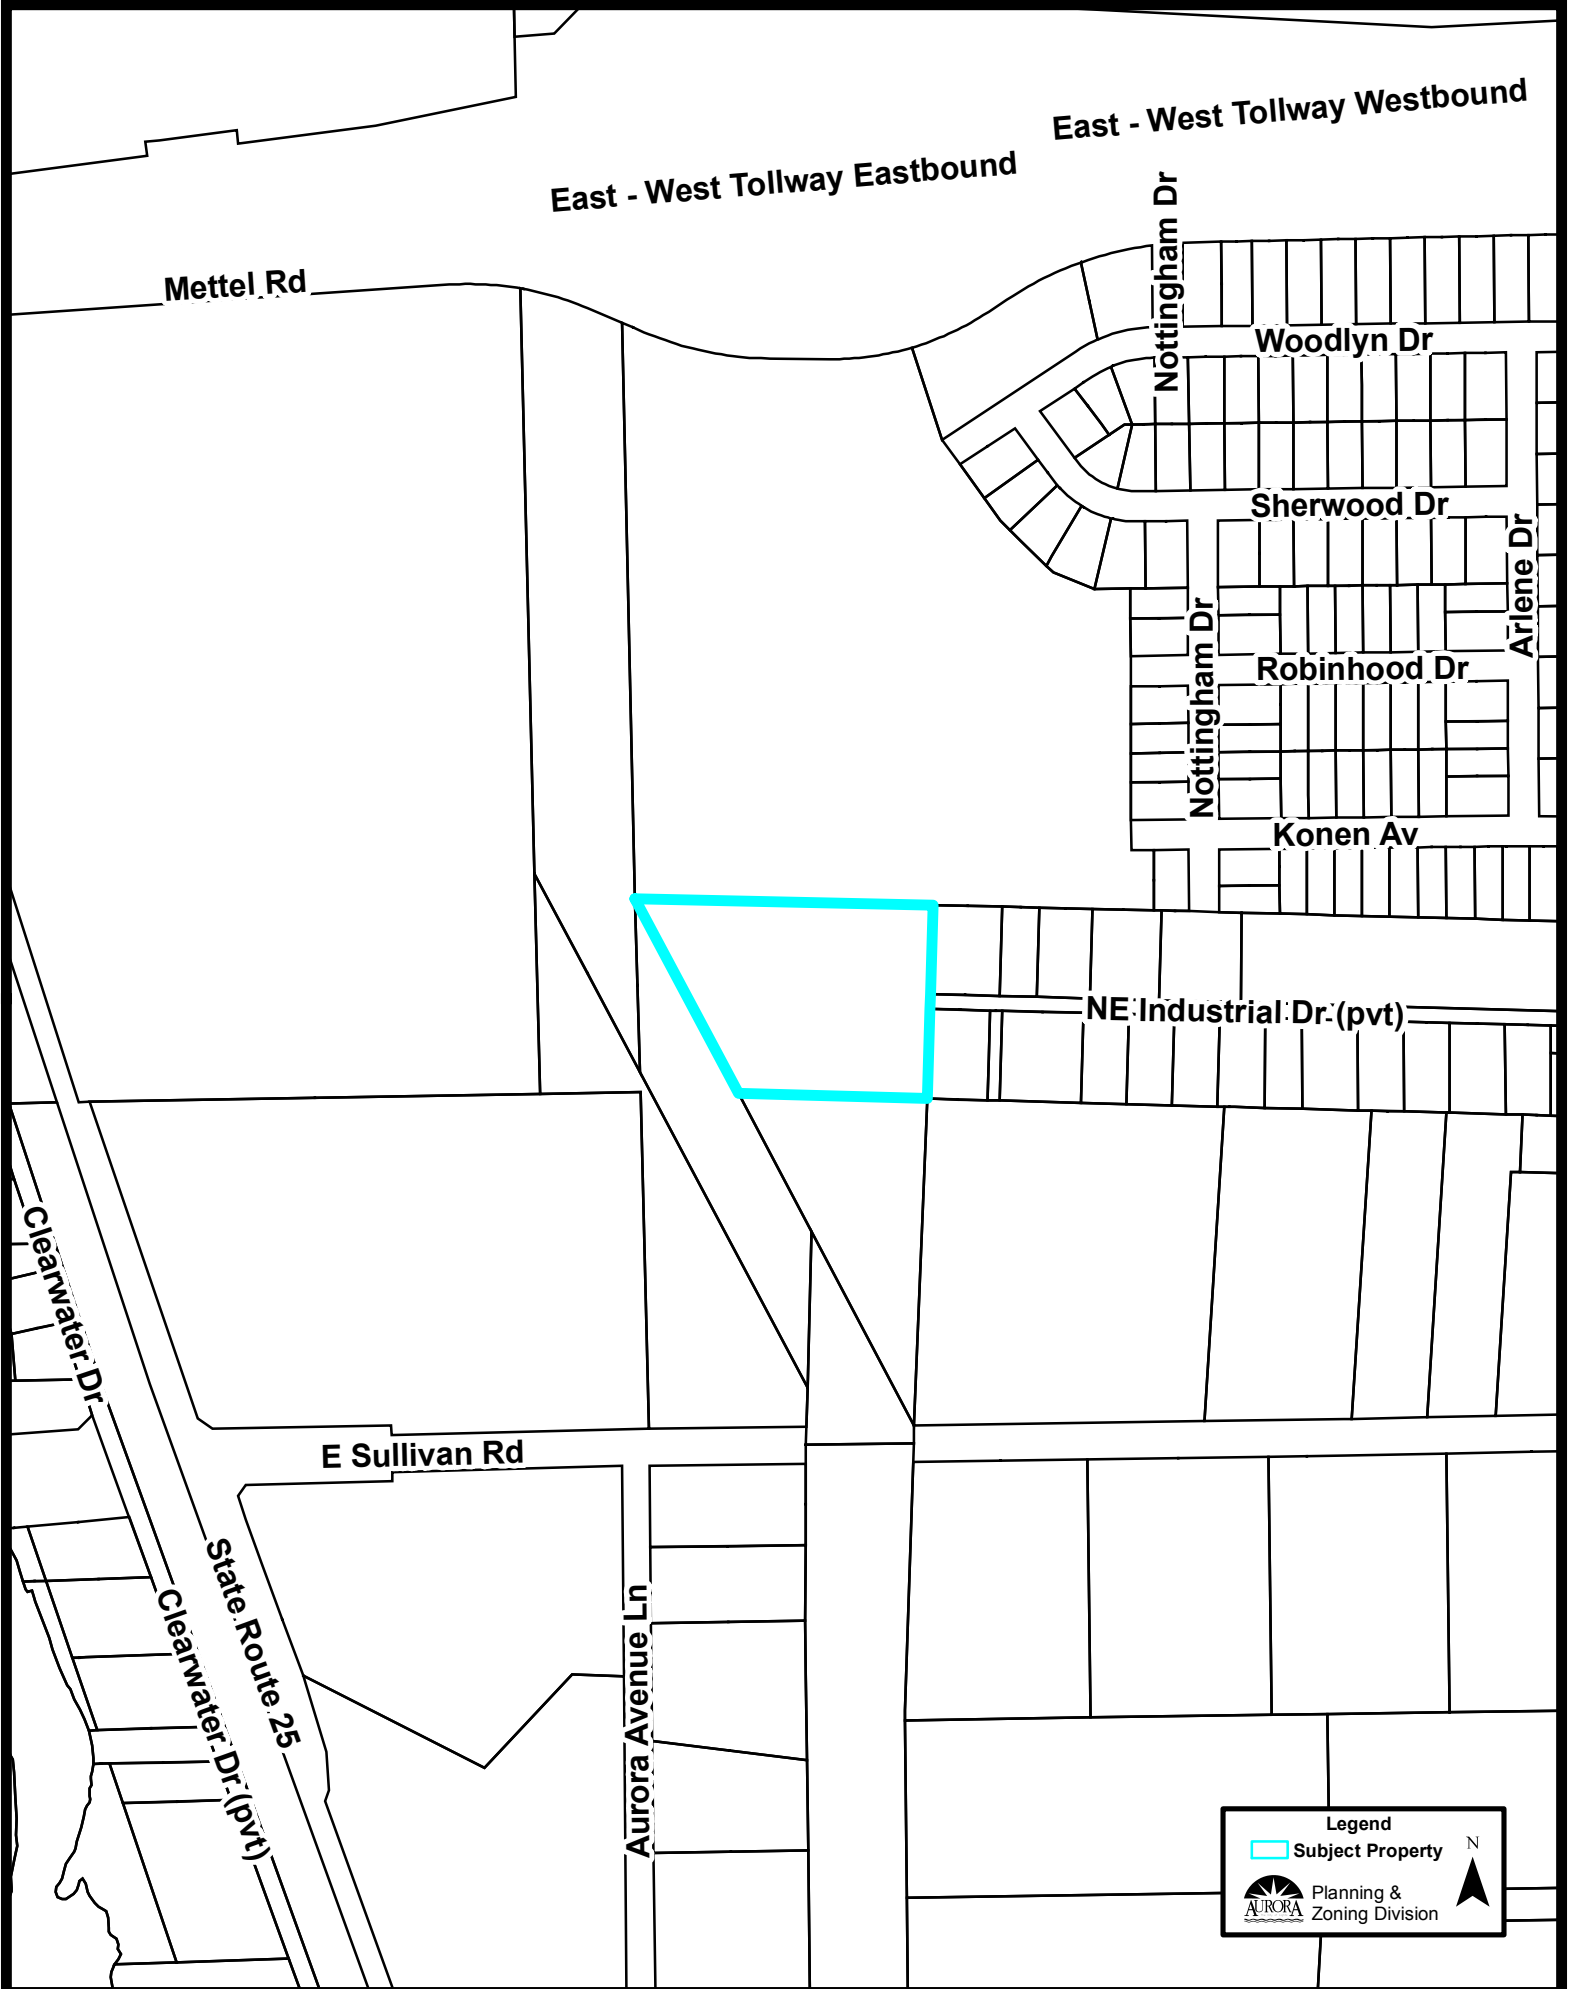 East - West Tollway Westbound
East - West Tollway Eastbound
Nottingham Dr
Mettel Rd
Woodlyn Dr
Sherwood Dr
Arlene Dr
Nottingham Dr
Robinhood Dr
Konen Av
NE Industrial Dr (pvt)
Clearwater Dr
E Sullivan Rd
State Route 25
Clearwater Dr (pvt)
Aurora Avenue Ln
Legend
Subject Property
N
AURORA
Planning &
Zoning Division